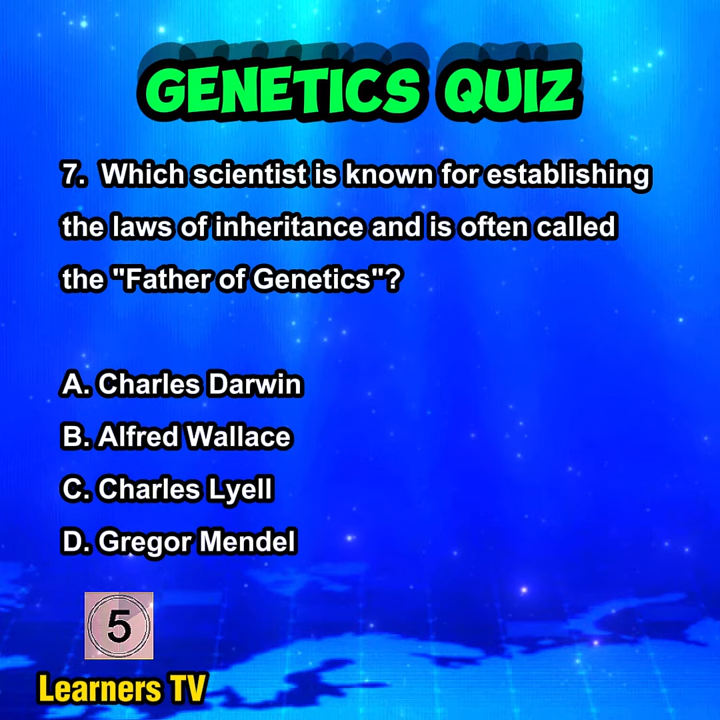 GENETICS QUIZ
7. Which scientist is known for establishing
the laws of inheritance and is often called
the "Father of Genetics"?
A. Charles Darwin
B. Alfred Wallace
C. Charles Lyell
D. Gregor Mendel
5
Learners TV